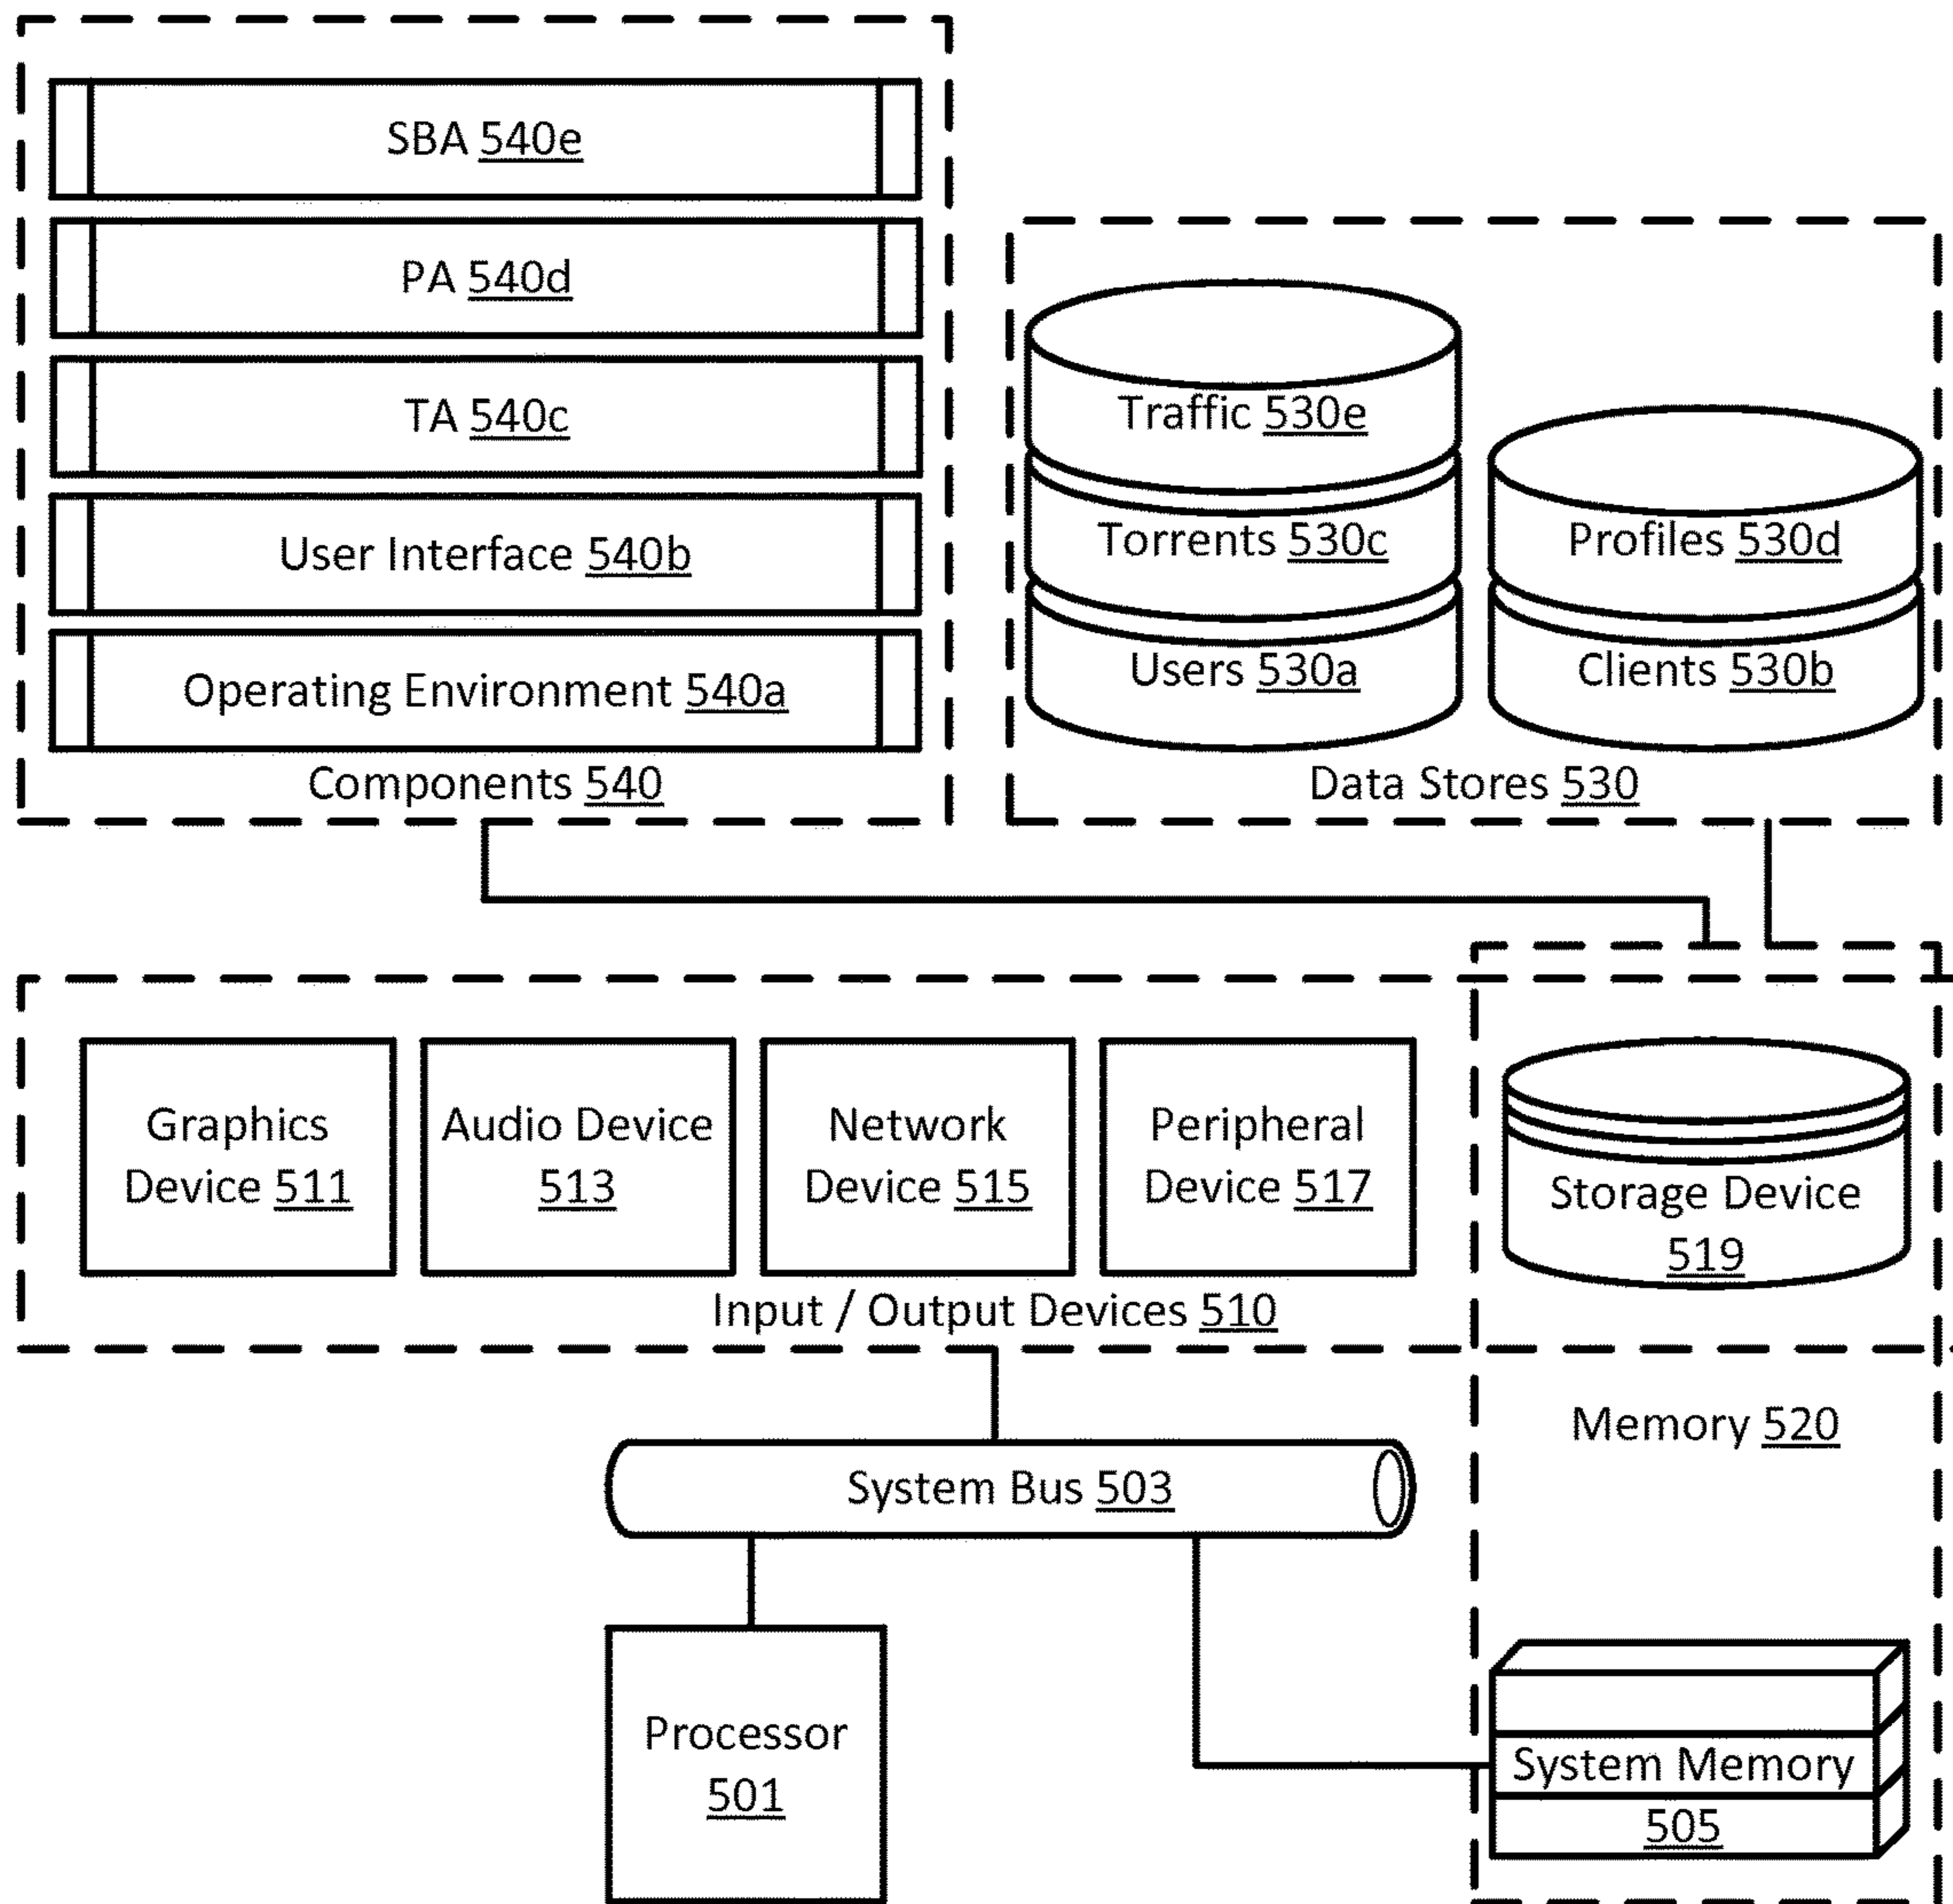 SBA 540e
PA 540d
TA 540c
User Interface 540b
Operating Environment 540a
Components 540
Traffic 530e
Torrents 530c
Users 530a
Profiles 530d
Clients 530b
Data Stores 530
Graphics
Device 511
Audio Device
513
Network
Device 515
Peripheral
Device 517
Storage Device
519
Input / Output Devices 510
Memory 520
System Bus 503
Processor
501
System Memory
505